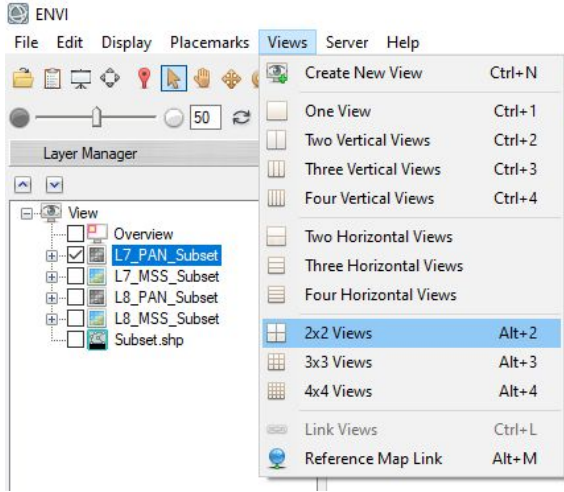 ENVI
File Edit Display Placemarks Views Server Help
50
Layer Manager
View
Overview
L7_PAN_Subset
L7_MSS_Subset
L8_PAN_Subset
L8_MSS_Subset
Subset.shp
Create New View Ctrl+N
One View Ctrl+1
Two Vertical Views Ctrl+2
Three Vertical Views Ctrl+3
Four Vertical Views Ctrl+4
Two Horizontal Views
Three Horizontal Views
Four Horizontal Views
2x2 Views Alt+2
3x3 Views Alt+3
4x4 Views Alt+4
Link Views Ctrl+L
Reference Map Link Alt+M